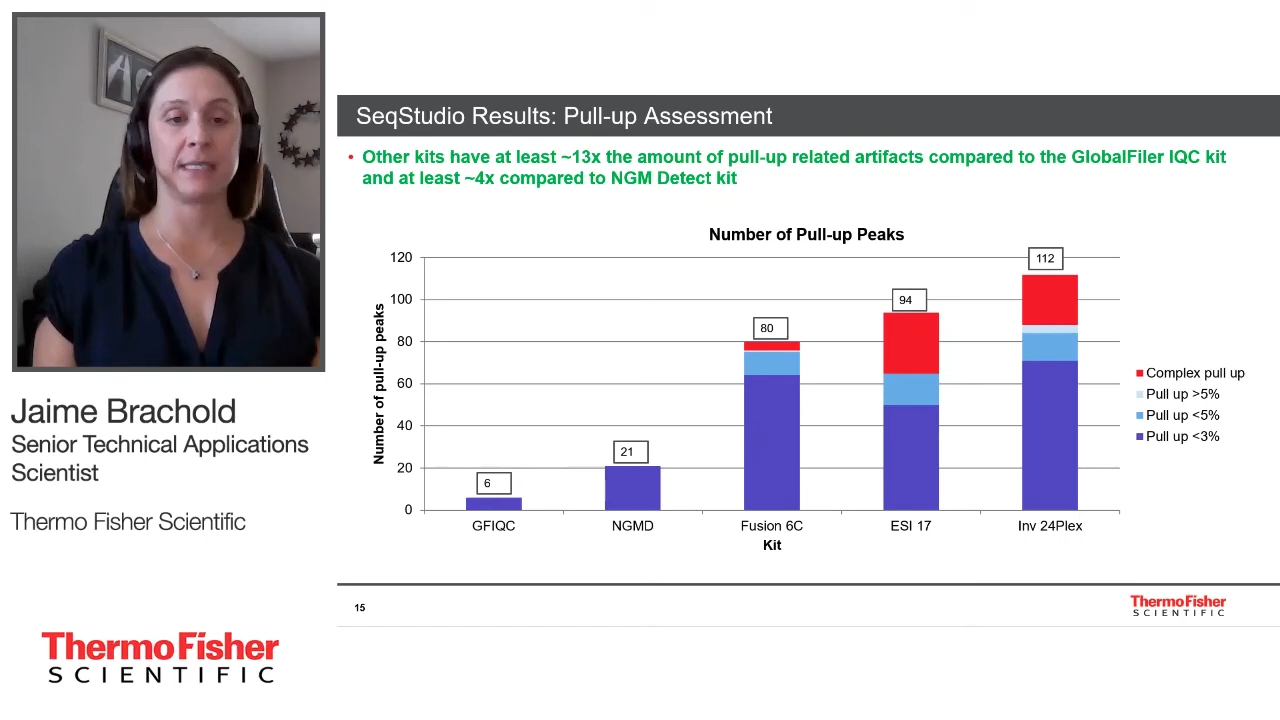 Jaime Brachold
Senior Technical Applications
Scientist
Thermo Fisher Scientific
ThermoFisher
SCIENTIFIC
SeqStudio Results: Pull-up Assessment
• Other kits have at least ~13x the amount of pull-up related artifacts compared to the GlobalFiler IQC kit
and at least ~4x compared to NGM Detect kit
Number of Pull-up Peaks
Number of pull-up peaks
120
100
80
60
40
20
0
6
21
80
94
112
GFIQC
NGMD
Fusion 6C
ESI 17
Inv 24Plex
Kit
Complex pull up
Pull up >5%
Pull up <5%
Pull up <3%
15
ThermoFisher
SCIENTIFIC